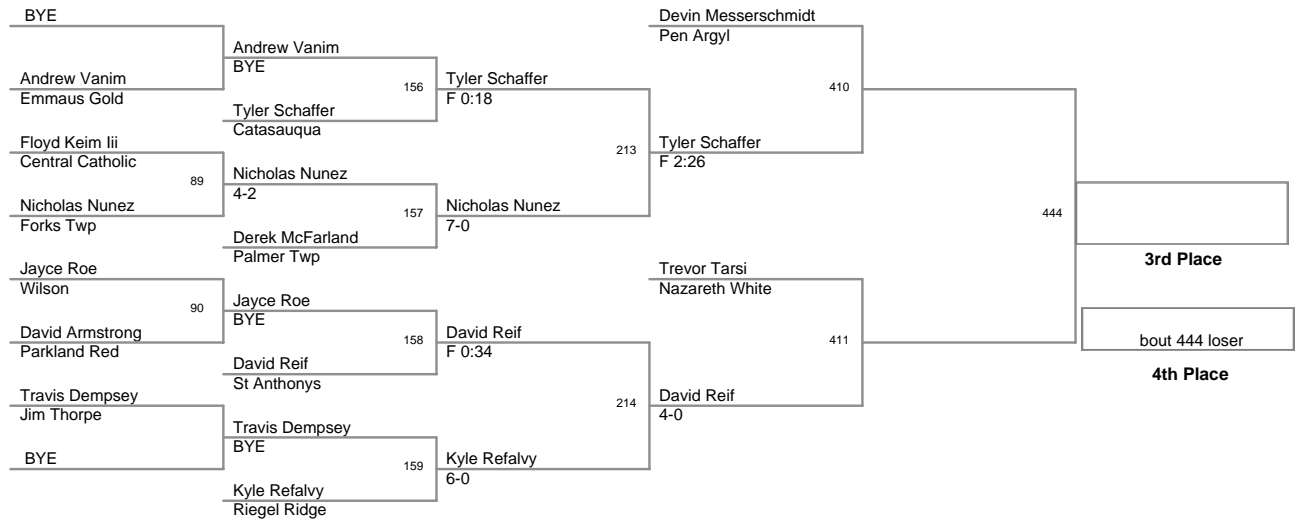 BYE
Devin Messerschmidt
Pen Argyl
Andrew Vanim
BYE
Andrew Vanim
Emmaus Gold
156
Tyler Schaffer
F 0:18
410
Tyler Schaffer
Catasauqua
Floyd Keim Iii
Central Catholic
213
Tyler Schaffer
F 2:26
89
Nicholas Nunez
4-2
Nicholas Nunez
Forks Twp
157
Nicholas Nunez
7-0
444
Derek McFarland
Palmer Twp
3rd Place
Jayce Roe
Wilson
Trevor Tarsi
Nazareth White
90
Jayce Roe
BYE
David Armstrong
Parkland Red
158
David Reif
F 0:34
411
bout 444 loser
David Reif
St Anthonys
4th Place
Travis Dempsey
Jim Thorpe
214
David Reif
4-0
Travis Dempsey
BYE
BYE
159
Kyle Refalvy
6-0
Kyle Refalvy
Riegel Ridge